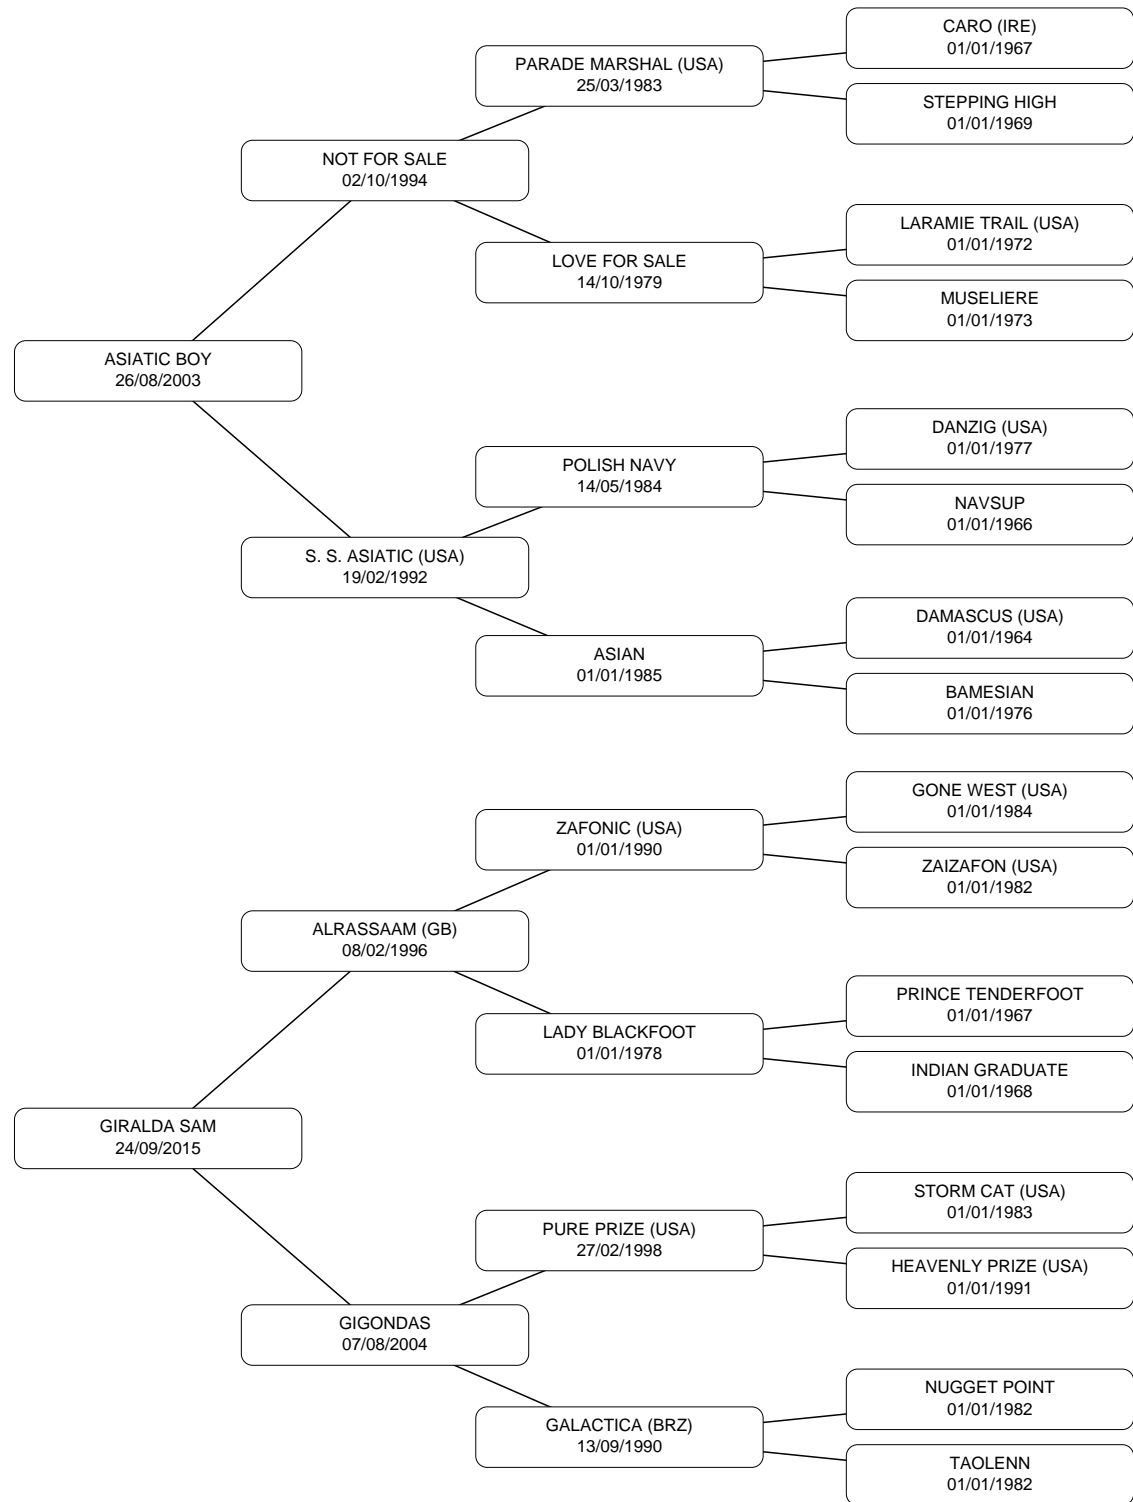 CARO (IRE)
01/01/1967
PARADE MARSHAL (USA)
25/03/1983
STEPPING HIGH
01/01/1969
NOT FOR SALE
02/10/1994
LARAMIE TRAIL (USA)
01/01/1972
LOVE FOR SALE
14/10/1979
MUSELIERE
01/01/1973
ASIATIC BOY
26/08/2003
DANZIG (USA)
01/01/1977
POLISH NAVY
14/05/1984
NAVSUP
01/01/1966
S. S. ASIATIC (USA)
19/02/1992
DAMASCUS (USA)
01/01/1964
ASIAN
01/01/1985
BAMESIAN
01/01/1976
GONE WEST (USA)
01/01/1984
ZAFONIC (USA)
01/01/1990
ZAIZAFON (USA)
01/01/1982
ALRASSAAM (GB)
08/02/1996
PRINCE TENDERFOOT
01/01/1967
LADY BLACKFOOT
01/01/1978
INDIAN GRADUATE
01/01/1968
GIRALDA SAM
24/09/2015
STORM CAT (USA)
01/01/1983
PURE PRIZE (USA)
27/02/1998
HEAVENLY PRIZE (USA)
01/01/1991
GIGONDAS
07/08/2004
NUGGET POINT
01/01/1982
GALACTICA (BRZ)
13/09/1990
TAOLENN
01/01/1982